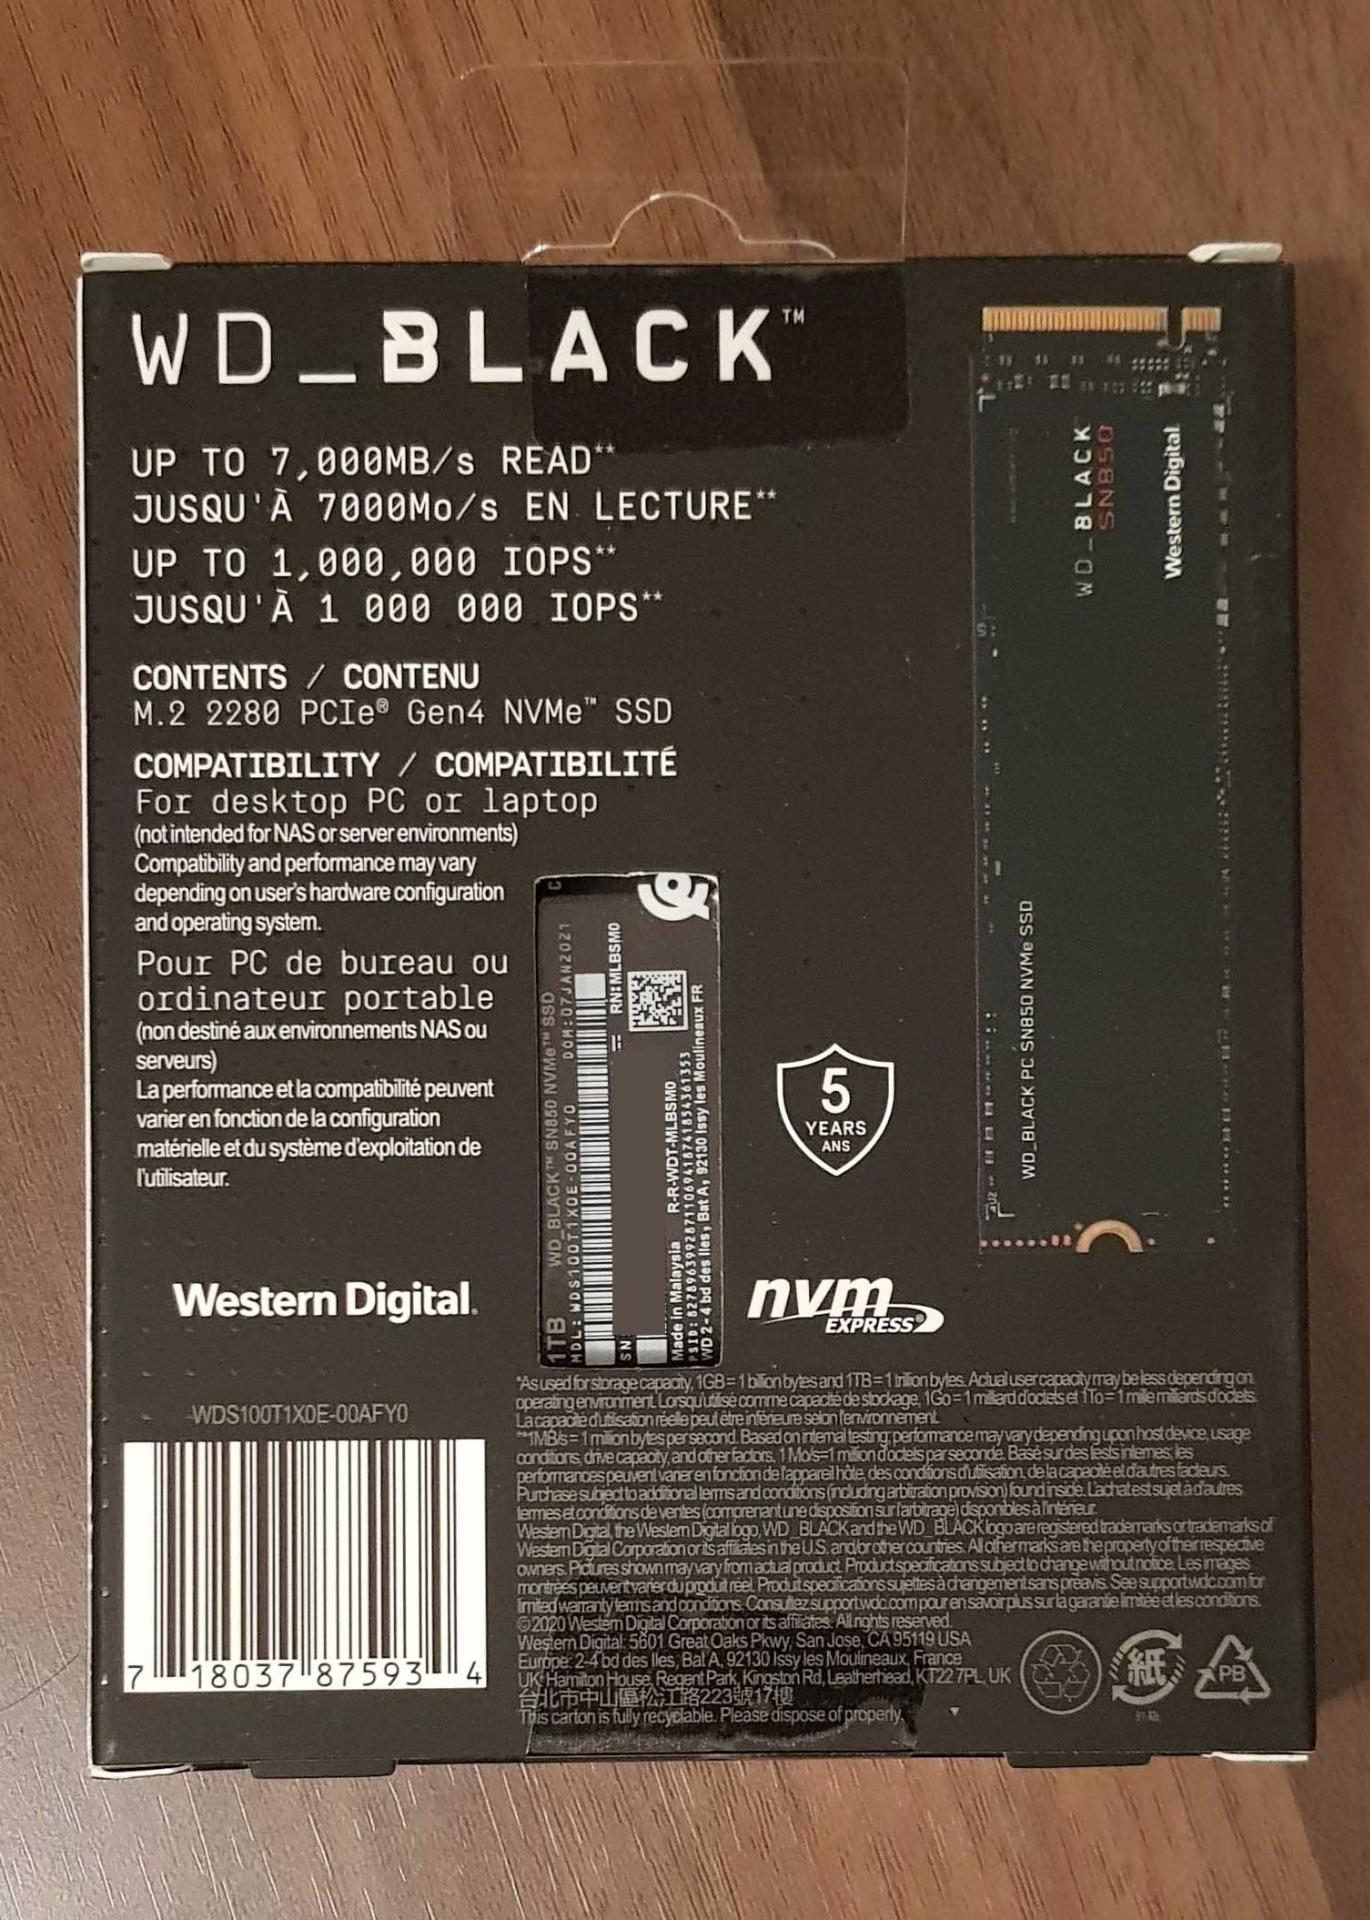 WD_BLACK™
UP TO 7,000MB/s READ**
JUSQU'À 7000Mo/s EN LECTURE**
UP TO 1,000,000 IOPS**
JUSQU'À 1 000 000 IOPS**
CONTENTS / CONTENU
M.2 2280 PCIe® Gen4 NVMe™ SSD
COMPATIBILITY / COMPATIBILITÉ
For desktop PC or laptop
(not intended for NAS or server environments)
Compatibility and performance may vary
depending on user's hardware configuration
and operating system.
Pour PC de bureau ou
ordinateur portable
(non destiné aux environnements NAS ou
serveurs)
La performance et la compatibilité peuvent
varier en fonction de la configuration
matérielle et du système d'exploitation de
l'utilisateur.
Western Digital.
WDS100T1X0E-00AFY0
7 18037 87593 4
1TB WD_BLACK™ SN850 NVMe™ SSD
MDL: WDS100T1X0E-00AFY0 DOM:07JAN2021
SN
RN:MLBSM0
Made in Malaysia R-R-WDT-MLBSM0
PSID:
WD 2-4 bd des Iles, Bat A, 92130 Issy les Moulineaux FR
5
YEARS
ANS
nvm
EXPRESS®
WD_BLACK
SN850
Western Digital
WD_BLACK PC SN850 NVMe SSD
*As used for storage capacity, 1GB = 1 billion bytes and 1TB = 1 trillion bytes. Actual user capacity may be less depending on
operating environment. Lorsqu'utilisé comme capacité de stockage, 1Go = 1 milliard d'octets et 1To = 1 mille milliards d'octets.
La capacité d'utilisation réelle peut être inférieure selon l'environnement.
**1MB/s = 1 million bytes per second. Based on internal testing; performance may vary depending upon host device, usage
conditions, drive capacity, and other factors. 1 Mo/s=1 million d'octets par seconde. Basé sur des tests internes; les
performances peuvent varier en fonction de l'appareil hôte, des conditions d'utilisation, de la capacité et d'autres facteurs.
Purchase subject to additional terms and conditions (including arbitration provision) found inside. L'achat est sujet à d'autres
termes et conditions de ventes (comprenant une disposition sur l'arbitrage) disponibles à l'intérieur.
Western Digital, the Western Digital logo, WD_BLACK and the WD_BLACK logo are registered trademarks or trademarks of
Western Digital Corporation or its affiliates in the U.S. and/or other countries. All other marks are the property of their respective
owners. Pictures shown may vary from actual product. Product specifications subject to change without notice. Les images
montrées peuvent varier du produit réel. Produit specifications sujettes à changement sans préavis. See support.wdc.com for
limited warranty terms and conditions. Consultez support.wdc.com pour en savoir plus sur la garantie limitée et les conditions.
©2020 Western Digital Corporation or its affiliates. All rights reserved.
Western Digital: 5601 Great Oaks Pkwy, San Jose, CA 95119 USA
Europe: 2-4 bd des Iles, Bat A, 92130 Issy les Moulineaux, France
UK: Hamilton House, Regent Park, Kingston Rd, Leatherhead, KT22 7PL, UK
台北市中山區松江路223號17樓
This carton is fully recyclable. Please dispose of properly.
紙
PB